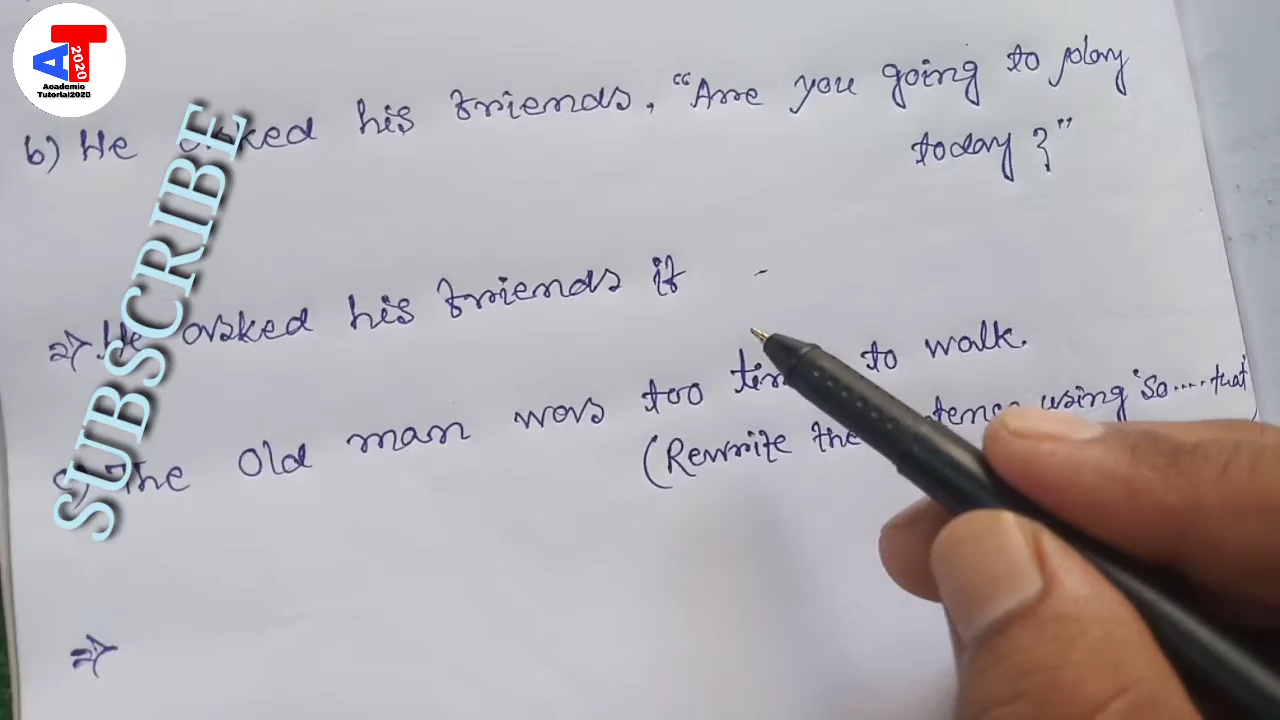 AT
2020
Academic
Tutorial2020
SUBSCRIBE
b) He asked his friends, "Are you going to play
today ?"
=> He asked his friends if -
c) The old man was too to walk.
(Rewrite the using 'so....that'
=>